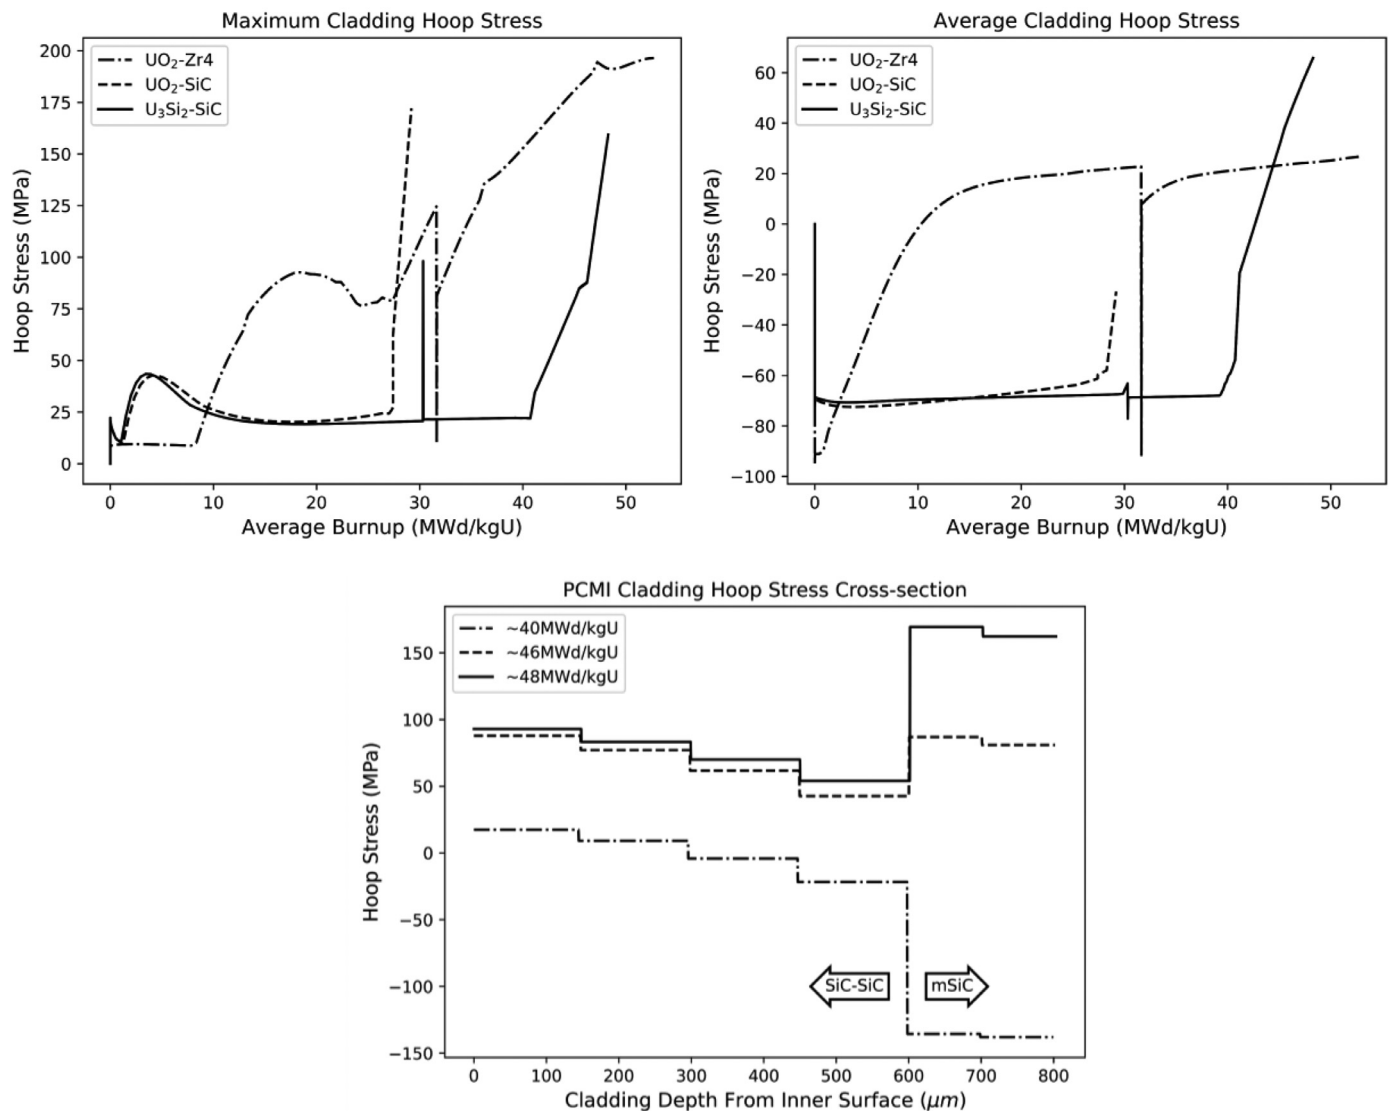 Maximum Cladding Hoop Stress
200
175
150
125
100
75
50
25
0
Hoop Stress (MPa)
UO₂-Zr4
UO₂-SiC
U₃Si₂-SiC
0 10 20 30 40 50
Average Burnup (MWd/kgU)
Average Cladding Hoop Stress
60
40
20
0
−20
−40
−60
−80
−100
Hoop Stress (MPa)
UO₂-Zr4
UO₂-SiC
U₃Si₂-SiC
0 10 20 30 40 50
Average Burnup (MWd/kgU)
PCMI Cladding Hoop Stress Cross-section
150
100
50
0
−50
−100
−150
Hoop Stress (MPa)
~40MWd/kgU
~46MWd/kgU
~48MWd/kgU
SiC-SiC
mSiC
0 100 200 300 400 500 600 700 800
Cladding Depth From Inner Surface (μm)